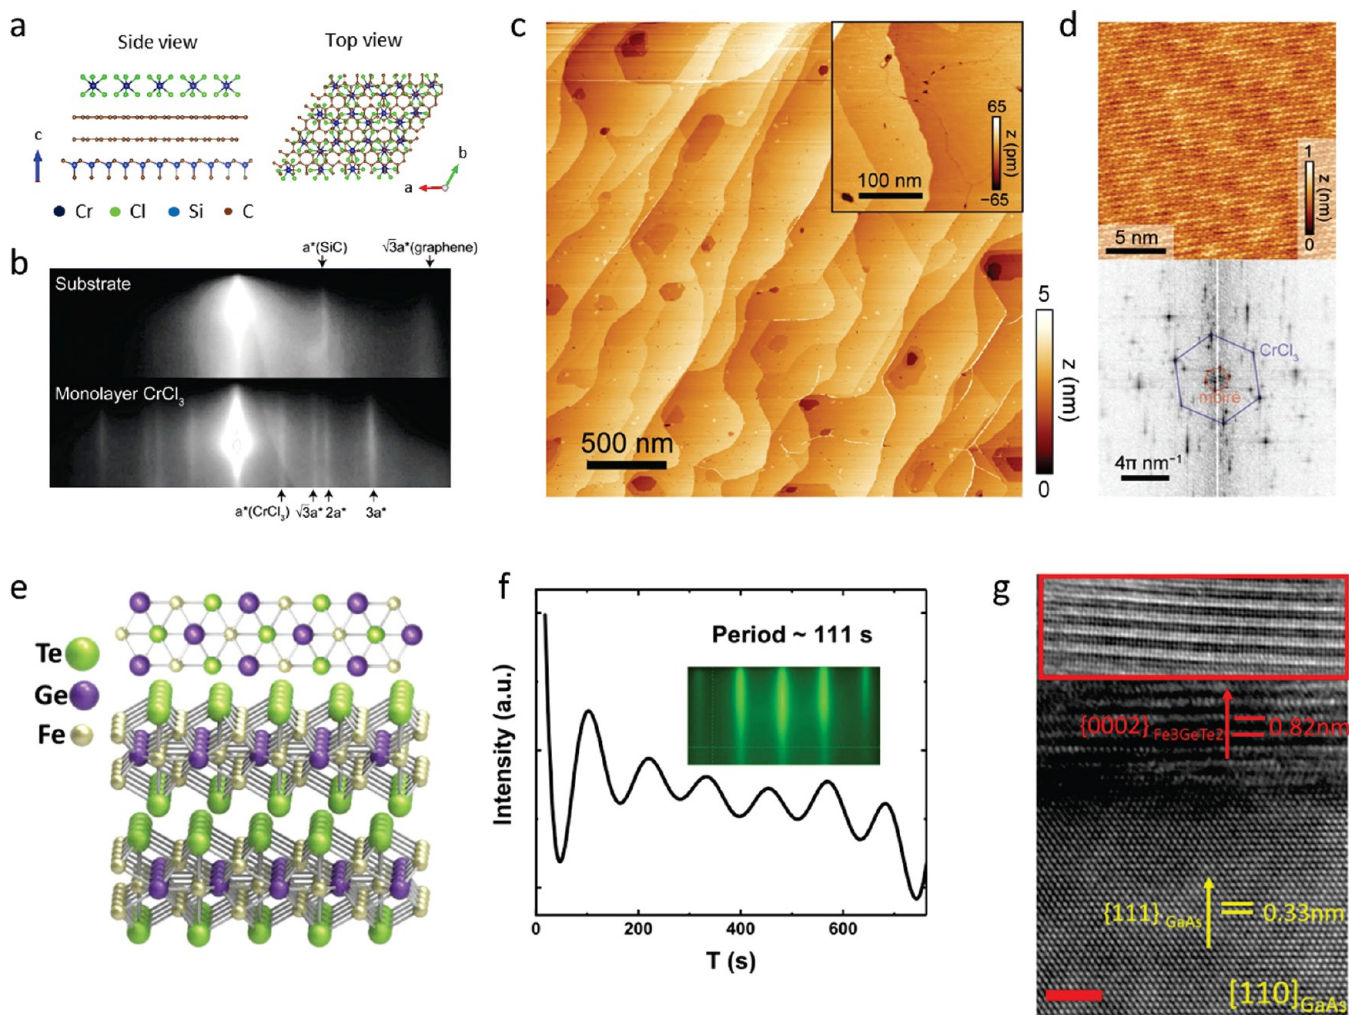 a
Side view
Top view
c
b
a
Cr
Cl
Si
C
b
a*(SiC)
√3a*(graphene)
Substrate
Monolayer CrCl₃
a*(CrCl₃)
√3a*
2a*
3a*
c
65
z (pm)
−65
100 nm
500 nm
5
z (nm)
0
d
1
z (nm)
0
5 nm
CrCl₃
moiré
4π nm⁻¹
e
Te
Ge
Fe
f
Period ~ 111 s
Intensity (a.u.)
0
200
400
600
T (s)
g
{0002} Fe3GeTe2
0.82nm
{111} GaAs
0.33nm
[110]GaAs